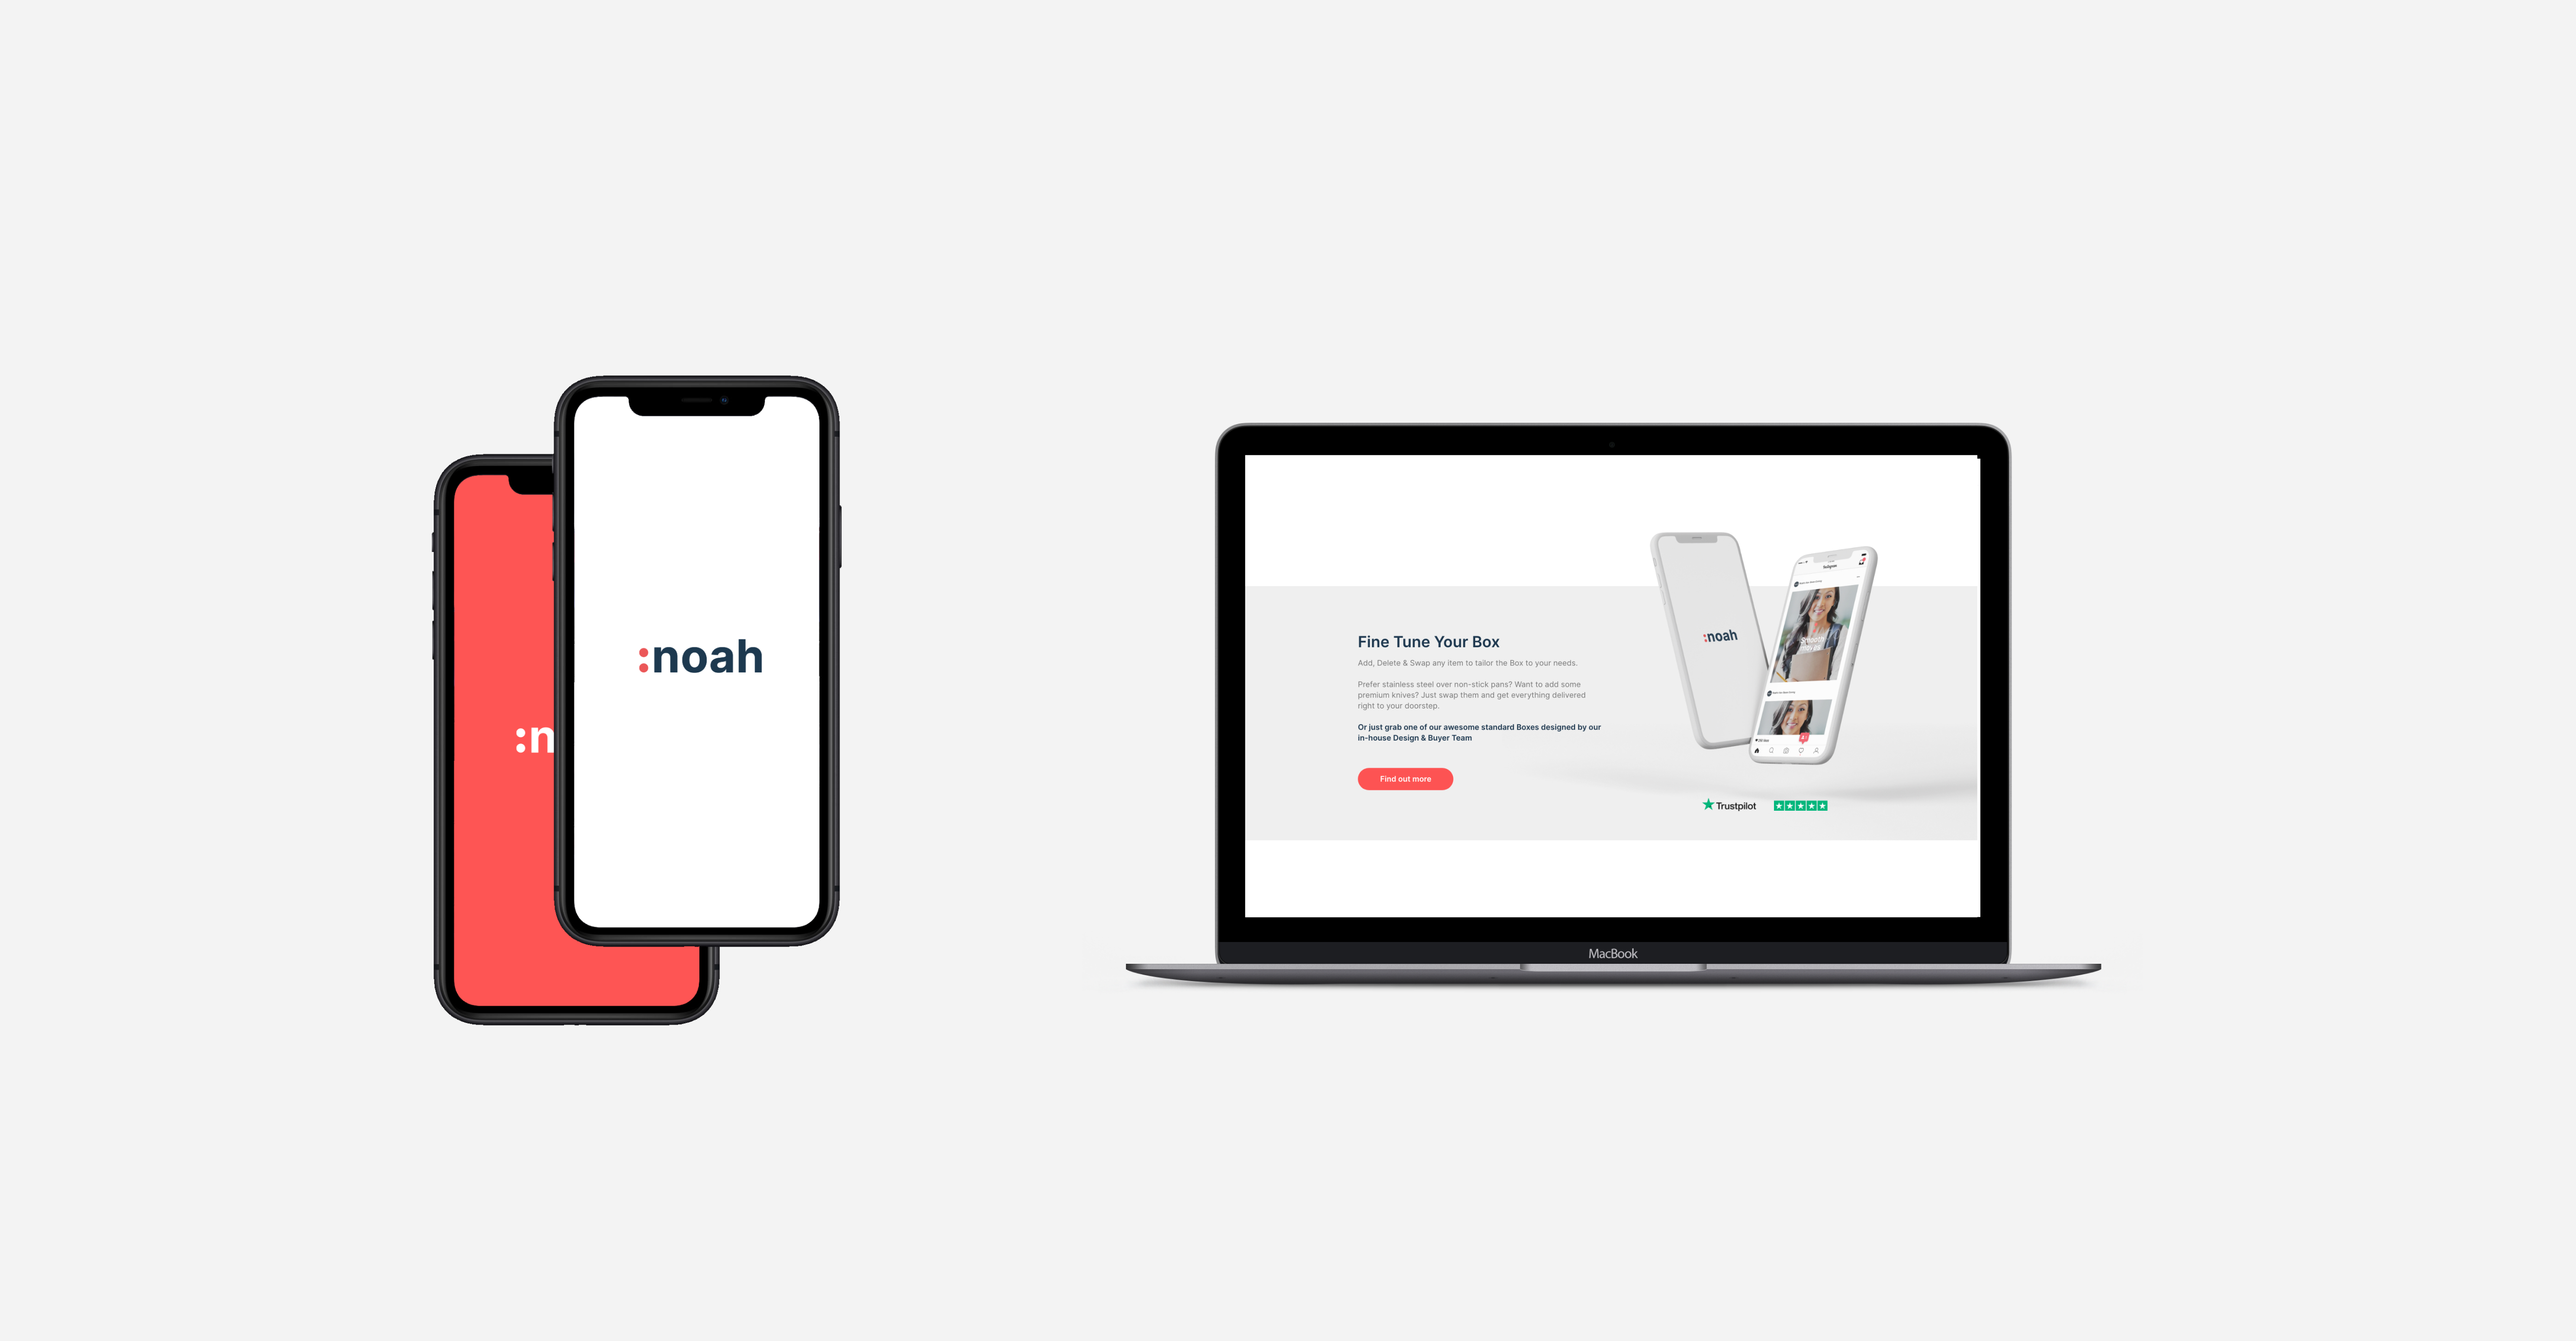 :noah
:n
Fine Tune Your Box
Add, Delete & Swap any item to tailor the Box to your needs.
Prefer stainless steel over non-stick pans? Want to add some
premium knives? Just swap them and get everything delivered
right to your doorstep.
Or just grab one of our awesome standard Boxes designed by our
in-house Design & Buyer Team
Find out more
:noah
Instagram
Trustpilot
MacBook